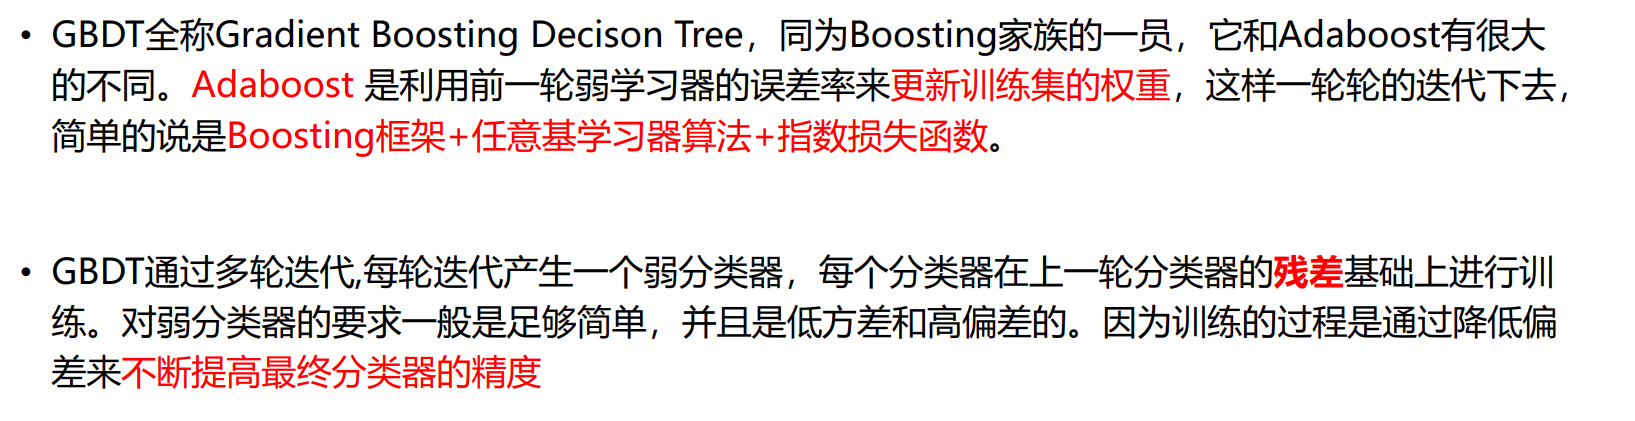 • GBDT全称Gradient Boosting Decison Tree，同为Boosting家族的一员，它和Adaboost有很大
的不同。Adaboost 是利用前一轮弱学习器的误差率来更新训练集的权重，这样一轮轮的迭代下去，
简单的说是Boosting框架+任意基学习器算法+指数损失函数。
• GBDT通过多轮迭代,每轮迭代产生一个弱分类器，每个分类器在上一轮分类器的残差基础上进行训
练。对弱分类器的要求一般是足够简单，并且是低方差和高偏差的。因为训练的过程是通过降低偏
差来不断提高最终分类器的精度